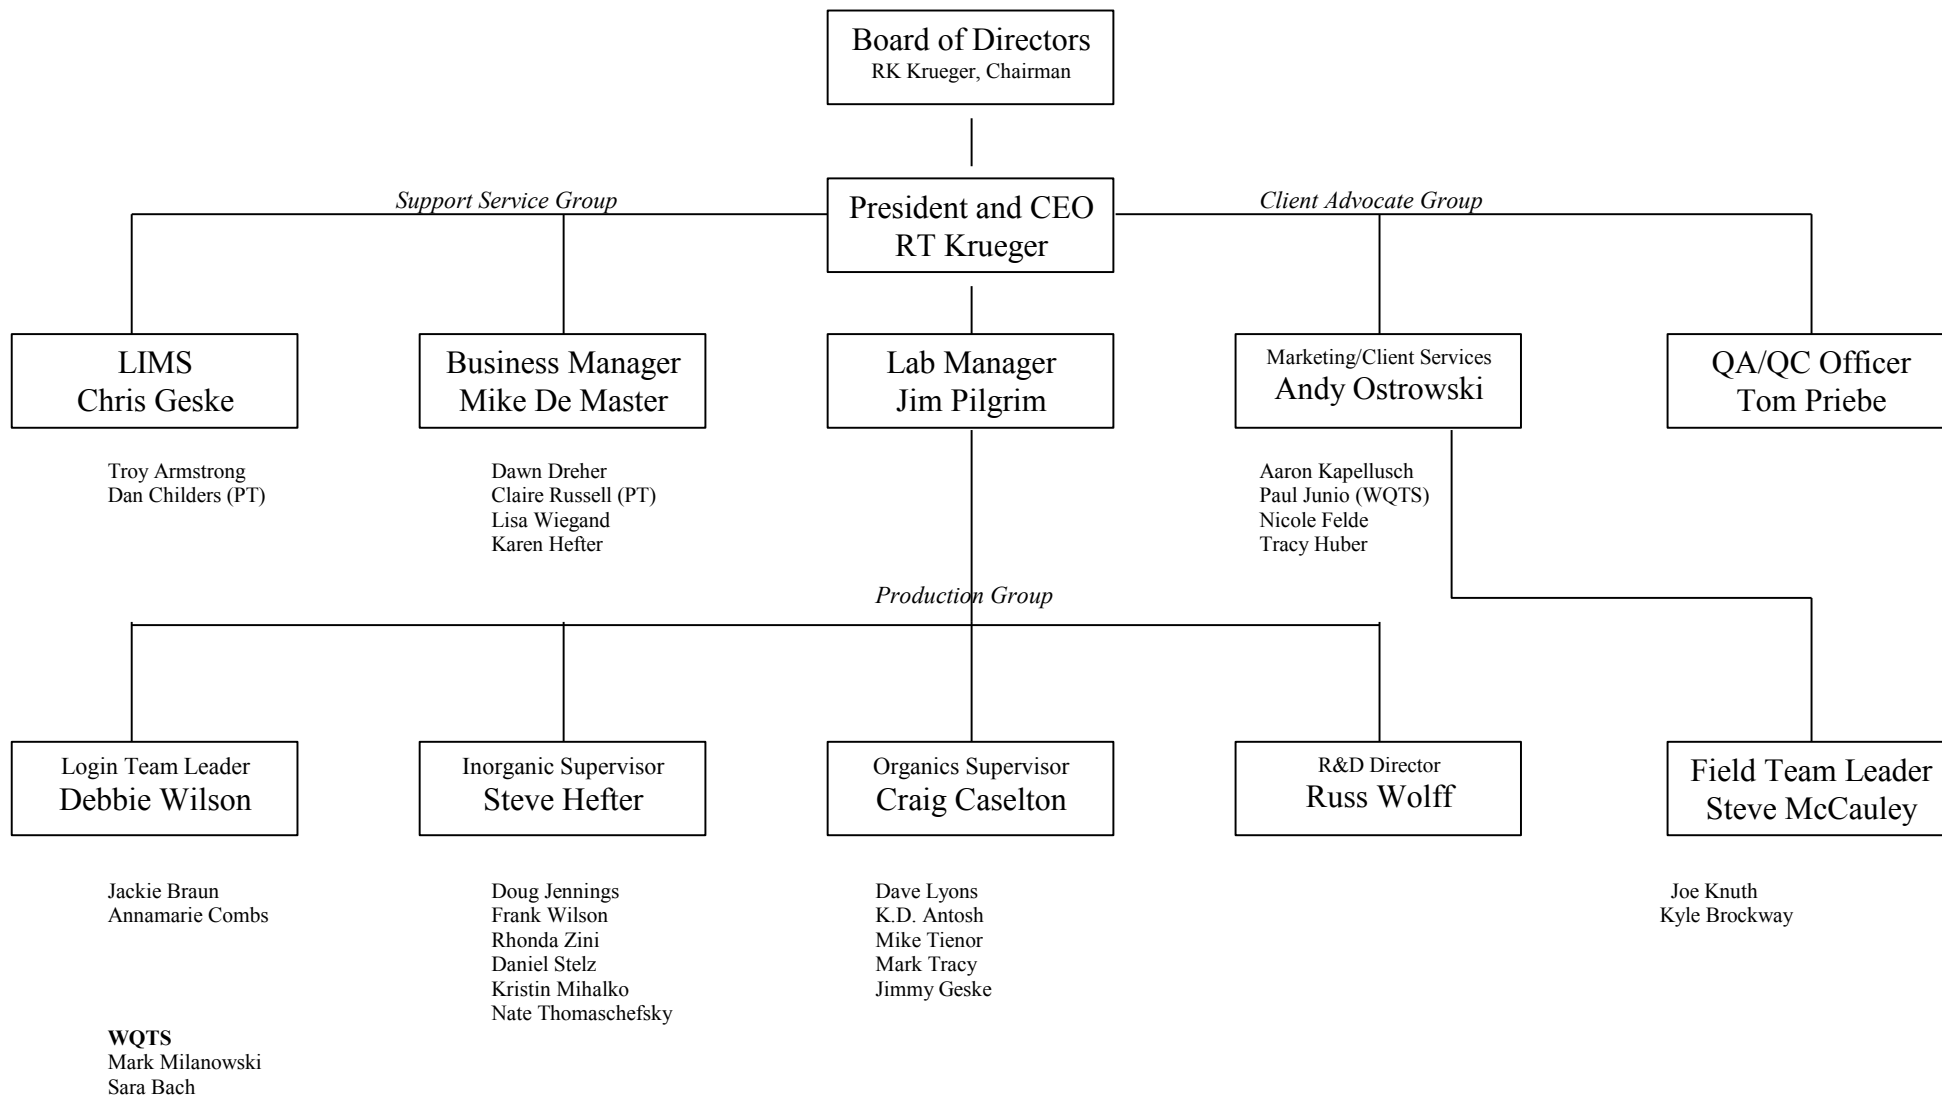 Board of Directors
RK Krueger, Chairman
Support Service Group
President and CEO
RT Krueger
Client Advocate Group
LIMS
Chris Geske
Business Manager
Mike De Master
Lab Manager
Jim Pilgrim
Marketing/Client Services
Andy Ostrowski
QA/QC Officer
Tom Priebe
Troy Armstrong
Dan Childers (PT)
Dawn Dreher
Claire Russell (PT)
Lisa Wiegand
Karen Hefter
Aaron Kapellusch
Paul Junio (WQTS)
Nicole Felde
Tracy Huber
Production Group
Login Team Leader
Debbie Wilson
Inorganic Supervisor
Steve Hefter
Organics Supervisor
Craig Caselton
R&D Director
Russ Wolff
Field Team Leader
Steve McCauley
Jackie Braun
Annamarie Combs
Doug Jennings
Frank Wilson
Rhonda Zini
Daniel Stelz
Kristin Mihalko
Nate Thomaschefsky
Dave Lyons
K.D. Antosh
Mike Tienor
Mark Tracy
Jimmy Geske
Joe Knuth
Kyle Brockway
WQTS
Mark Milanowski
Sara Bach